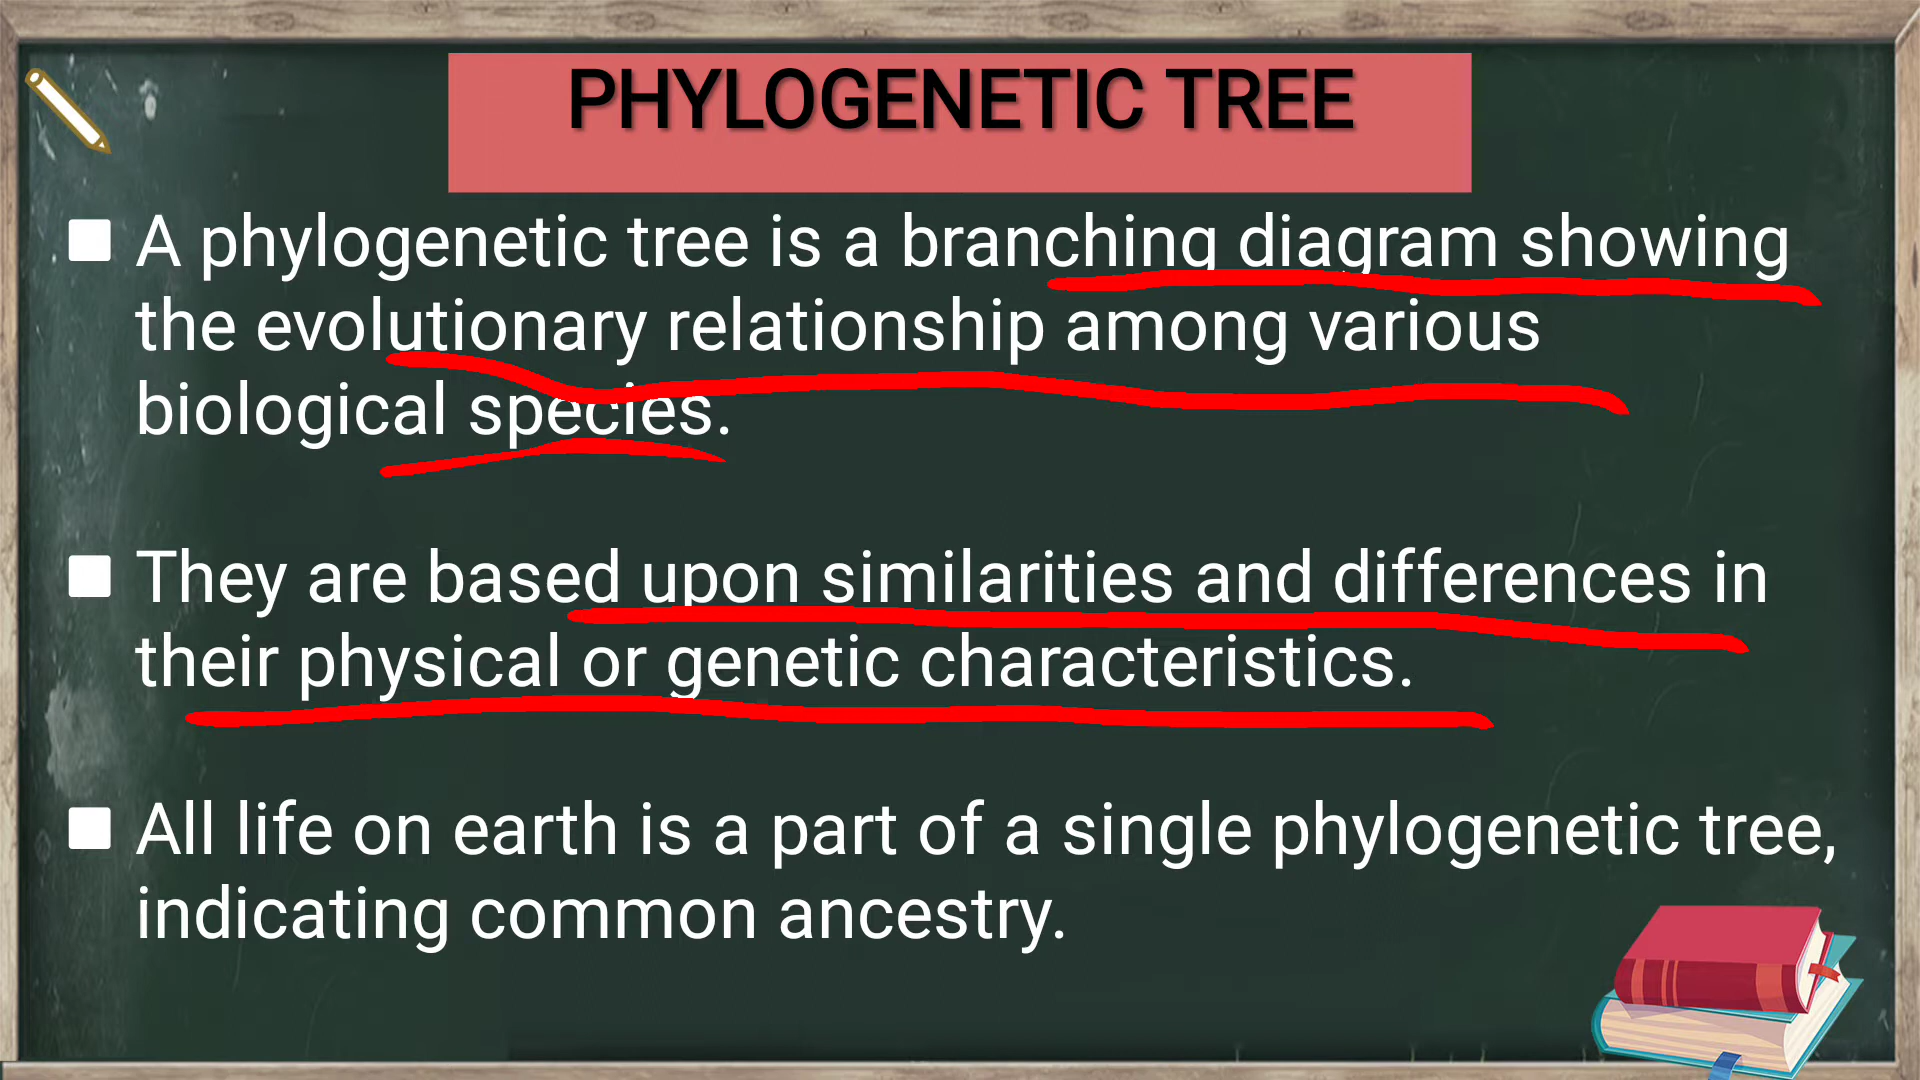 PHYLOGENETIC TREE
A phylogenetic tree is a branching diagram showing
the evolutionary relationship among various
biological species.
They are based upon similarities and differences in
their physical or genetic characteristics.
All life on earth is a part of a single phylogenetic tree,
indicating common ancestry.